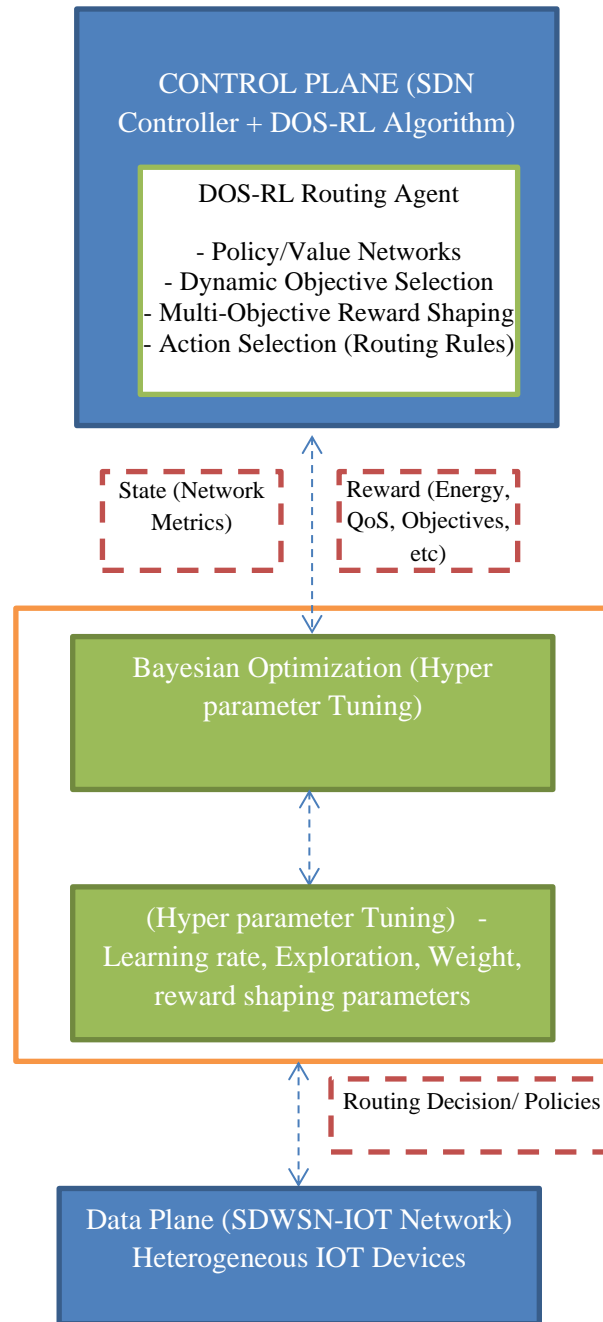 CONTROL PLANE (SDN
Controller + DOS-RL Algorithm)
DOS-RL Routing Agent
- Policy/Value Networks
- Dynamic Objective Selection
- Multi-Objective Reward Shaping
- Action Selection (Routing Rules)
State (Network
Metrics)
Reward (Energy,
QoS, Objectives,
etc)
Bayesian Optimization (Hyper
parameter Tuning)
(Hyper parameter Tuning) -
Learning rate, Exploration, Weight,
reward shaping parameters
Routing Decision/ Policies
Data Plane (SDWSN-IOT Network)
Heterogeneous IOT Devices